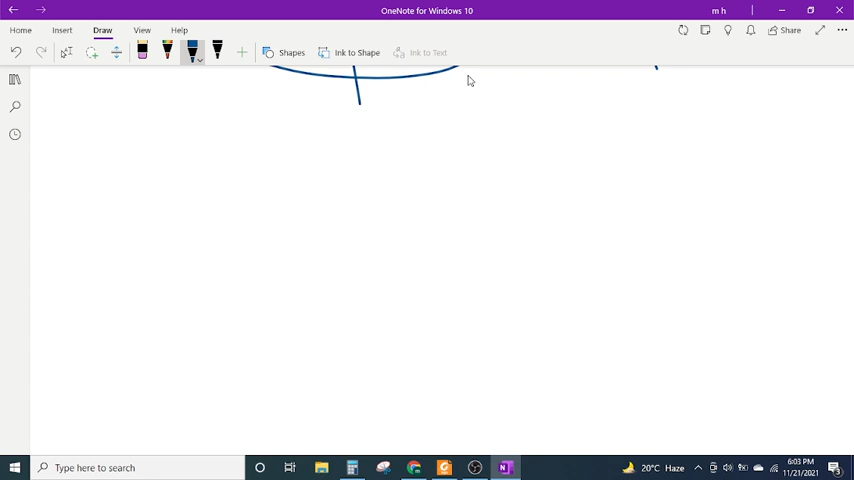 OneNote for Windows 10
m h
Home Insert Draw View Help
Share
Shapes Ink to Shape Ink to Text
Type here to search
20°C Haze
6:03 PM
11/21/2021
3